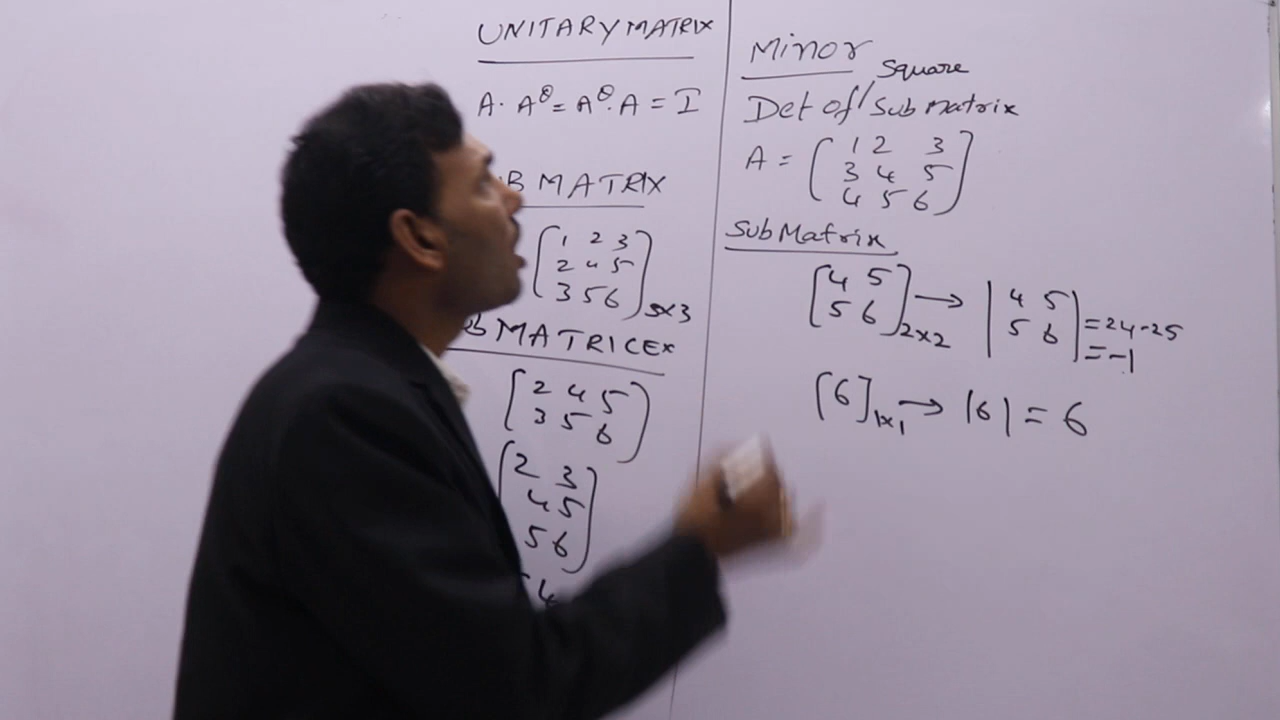 UNITARY MATRIX
A · A^θ = A^θ · A = I
B MATRIX
[1 2 3
2 4 5
3 5 6]3x3
B MATRICEX
[2 4 5
3 5 6]
[2 3
4 5
5 6]
4
Minor
Square
Det of / Sub matrix
A = (1 2 3
3 4 5
4 5 6)
SubMatrix
[4 5
5 6]2x2 → |4 5
5 6| = 24-25
= -1
[6]1x1 → |6| = 6